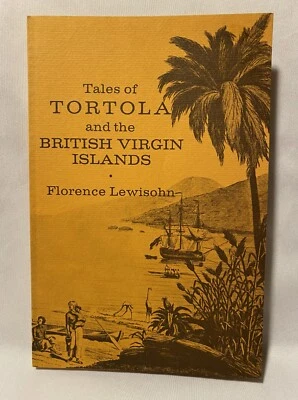 Tales of
TORTOLA
and the
BRITISH VIRGIN
ISLANDS
•
Florence Lewisohn